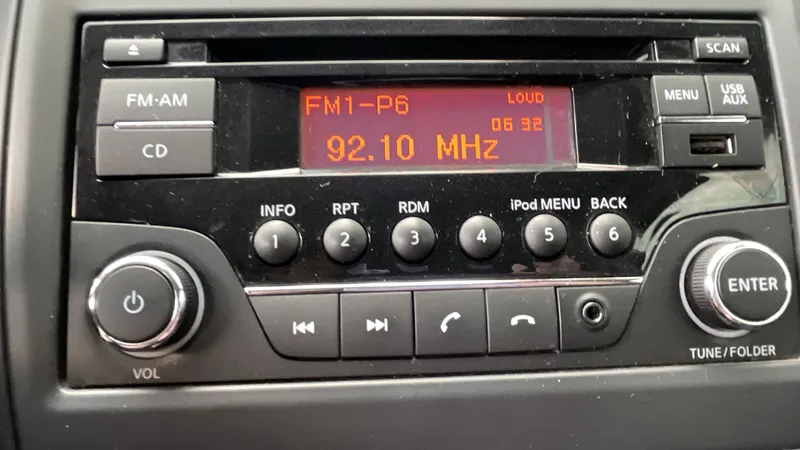 SCAN
FM·AM
CD
FM1-P6
LOUD
06 32
92.10 MHz
MENU
USB
AUX
INFO
RPT
RDM
iPod MENU
BACK
1
2
3
4
5
6
ENTER
VOL
TUNE/FOLDER